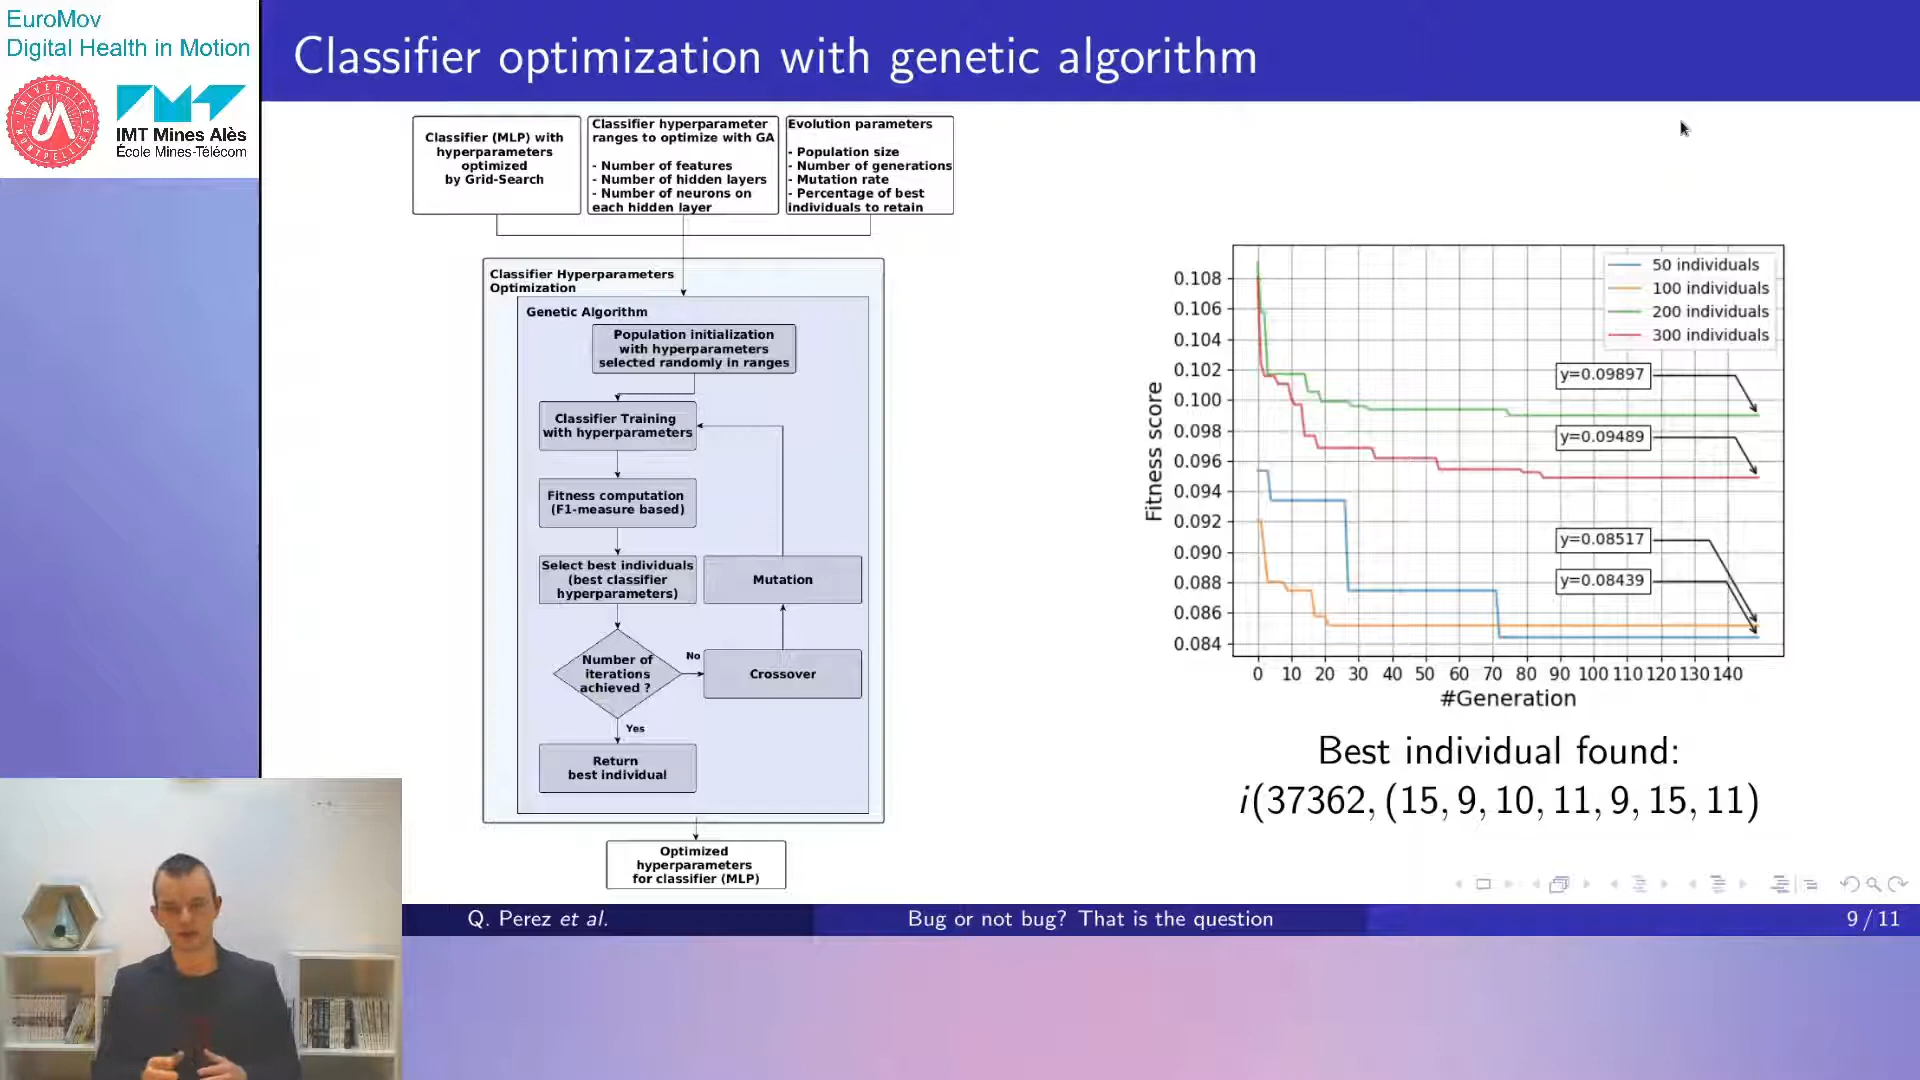 EuroMov
Digital Health in Motion
UNIVERSITÉ
MONTPELLIER
IMT Mines Alès
École Mines-Télécom
Classifier optimization with genetic algorithm
Classifier (MLP) with
hyperparameters
optimized
by Grid-Search
Classifier hyperparameter
ranges to optimize with GA
- Number of features
- Number of hidden layers
- Number of neurons on
each hidden layer
Evolution parameters
- Population size
- Number of generations
- Mutation rate
- Percentage of best
individuals to retain
Classifier Hyperparameters
Optimization
Genetic Algorithm
Population initialization
with hyperparameters
selected randomly in ranges
Classifier Training
with hyperparameters
Fitness computation
(F1-measure based)
Select best individuals
(best classifier
hyperparameters)
Mutation
Number of
iterations
achieved ?
No
Crossover
Yes
Return
best individual
Optimized
hyperparameters
for classifier (MLP)
Fitness score
0.108
0.106
0.104
0.102
0.100
0.098
0.096
0.094
0.092
0.090
0.088
0.086
0.084
50 individuals
100 individuals
200 individuals
300 individuals
y=0.09897
y=0.09489
y=0.08517
y=0.08439
0 10 20 30 40 50 60 70 80 90 100 110 120 130 140
#Generation
Best individual found:
i(37362, (15, 9, 10, 11, 9, 15, 11)
Q. Perez et al.
Bug or not bug? That is the question
9 / 11